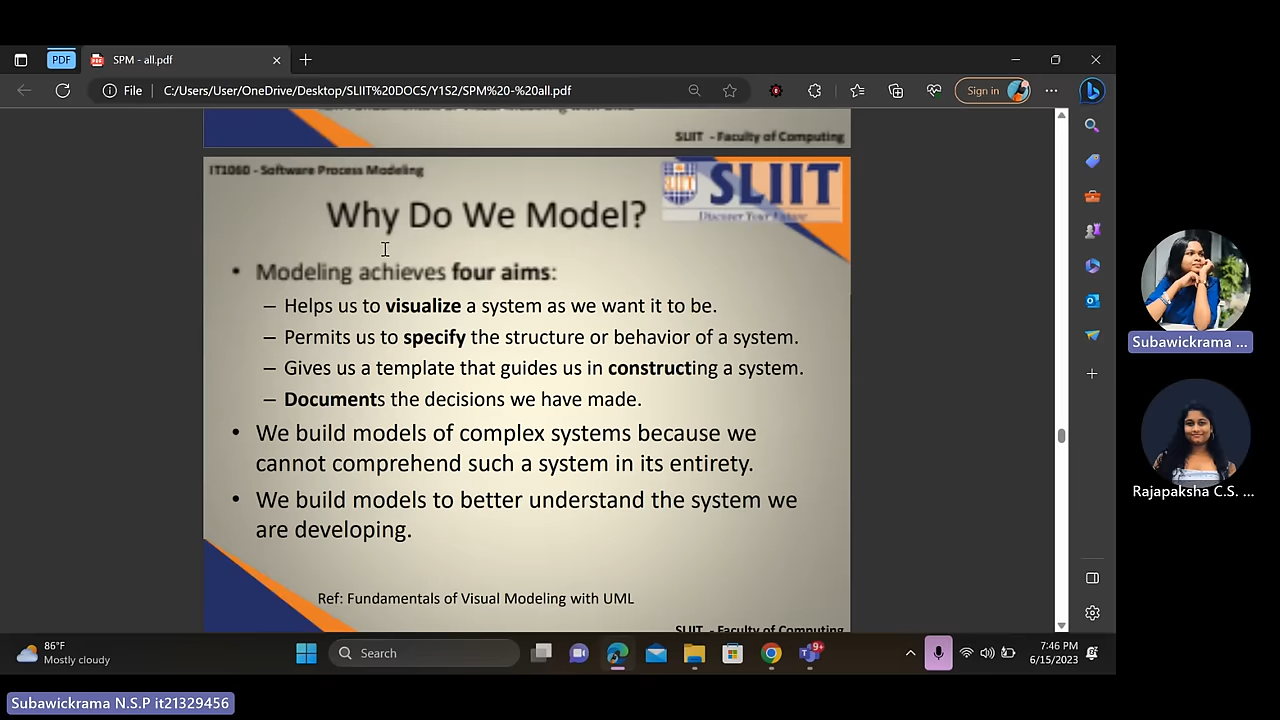 PDF
SPM - all.pdf
File
C:/Users/User/OneDrive/Desktop/SLIIT%20DOCS/Y1S2/SPM%20-%20all.pdf
Sign in
SLIIT - Faculty of Computing
IT1060 - Software Process Modeling
SLIIT
Discover Your Future
Why Do We Model?
• Modeling achieves four aims:
– Helps us to visualize a system as we want it to be.
– Permits us to specify the structure or behavior of a system.
– Gives us a template that guides us in constructing a system.
– Documents the decisions we have made.
• We build models of complex systems because we
cannot comprehend such a system in its entirety.
• We build models to better understand the system we
are developing.
Ref: Fundamentals of Visual Modeling with UML
SLIIT - Faculty of Computing
Subawickrama ...
Rajapaksha C.S. ...
86°F
Mostly cloudy
Search
9+
7:46 PM
6/15/2023
Subawickrama N.S.P it21329456